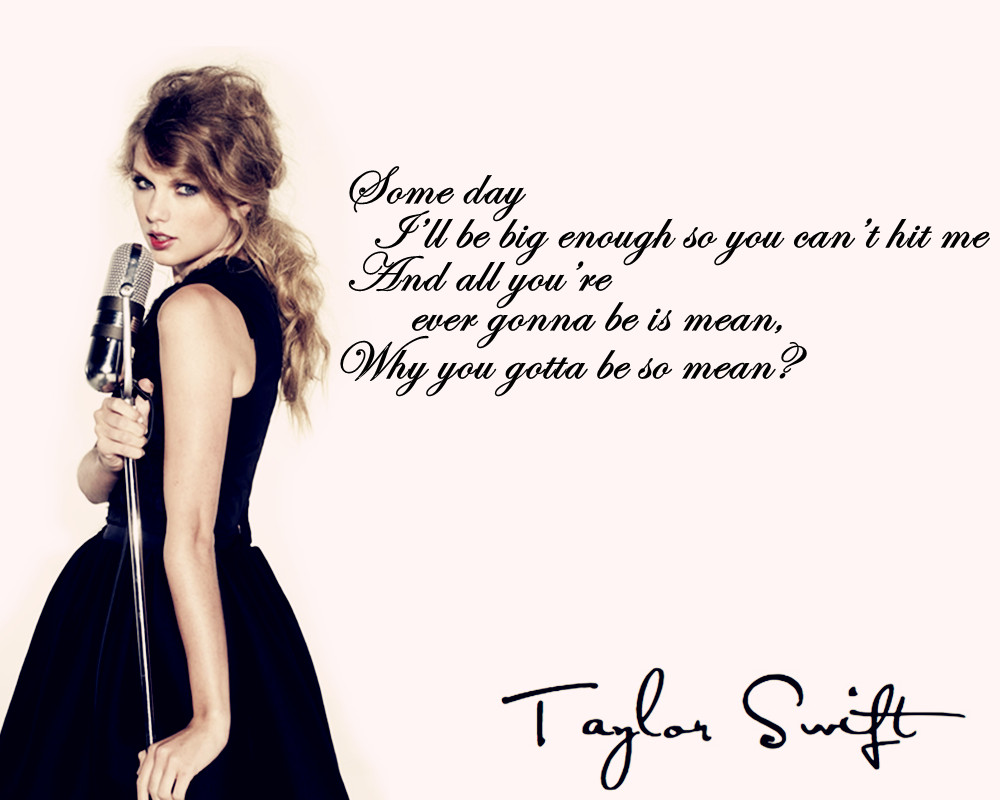 Some day
I'll be big enough so you can't hit me
And all you're
ever gonna be is mean,
Why you gotta be so mean?
Taylor Swift